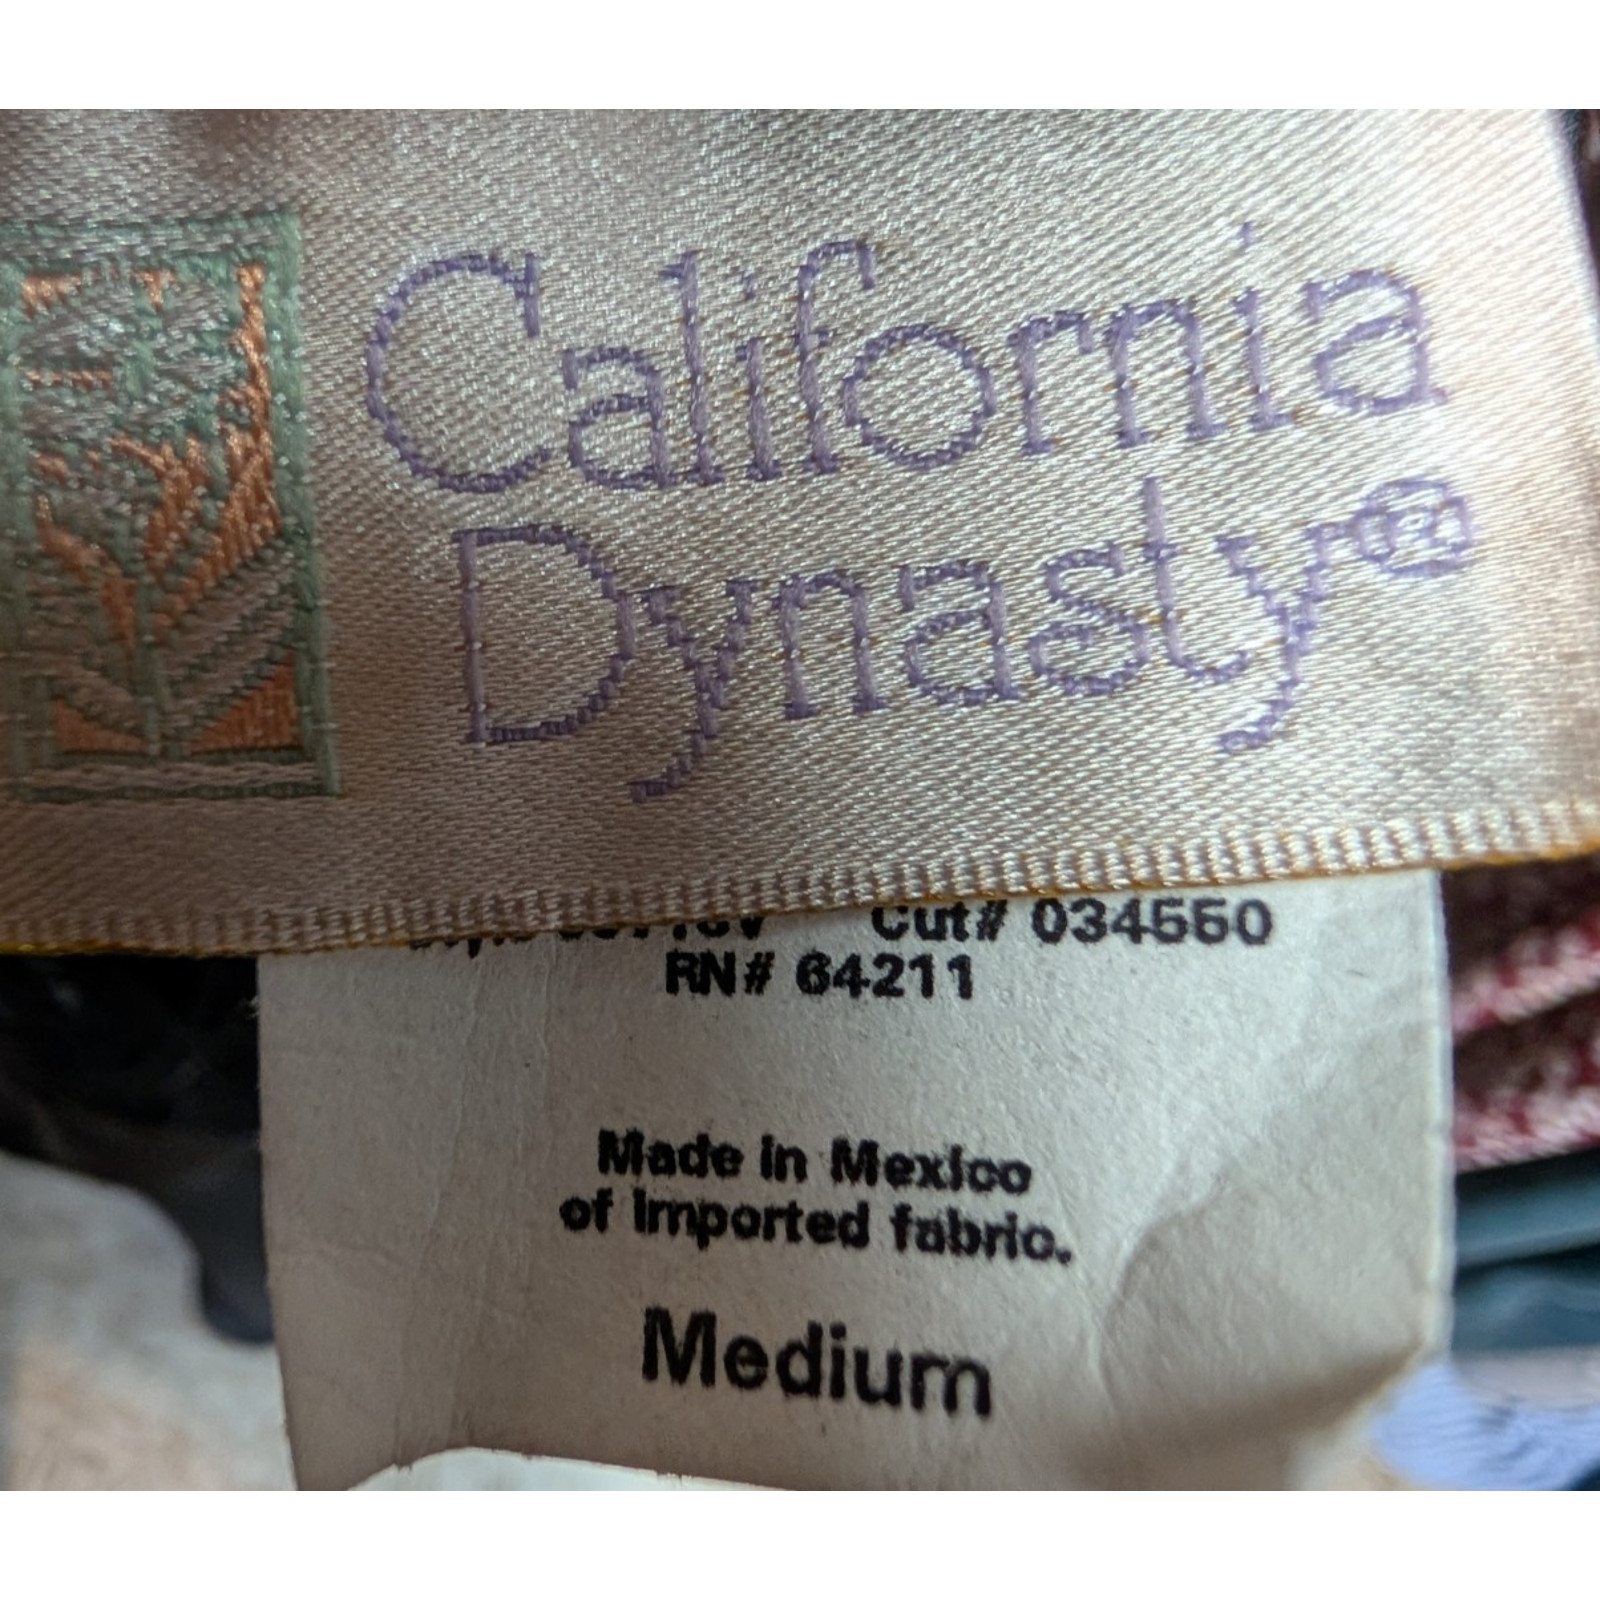 California
Dynasty®
Cut# 034550
RN# 64211
Made in Mexico
of imported fabric.
Medium